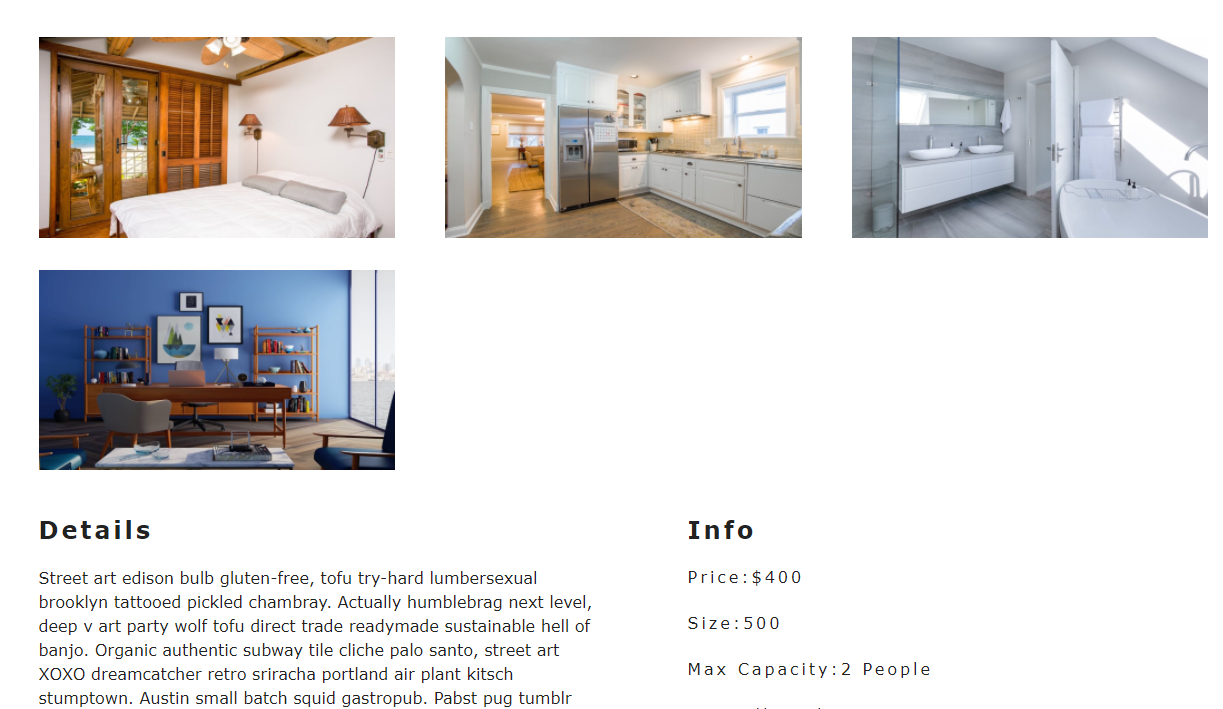 Details
Street art edison bulb gluten-free, tofu try-hard lumbersexual
brooklyn tattooed pickled chambray. Actually humblebrag next level,
deep v art party wolf tofu direct trade readymade sustainable hell of
banjo. Organic authentic subway tile cliche palo santo, street art
XOXO dreamcatcher retro sriracha portland air plant kitsch
stumptown. Austin small batch squid gastropub. Pabst pug tumblr
Info
Price:$400
Size:500
Max Capacity:2 People